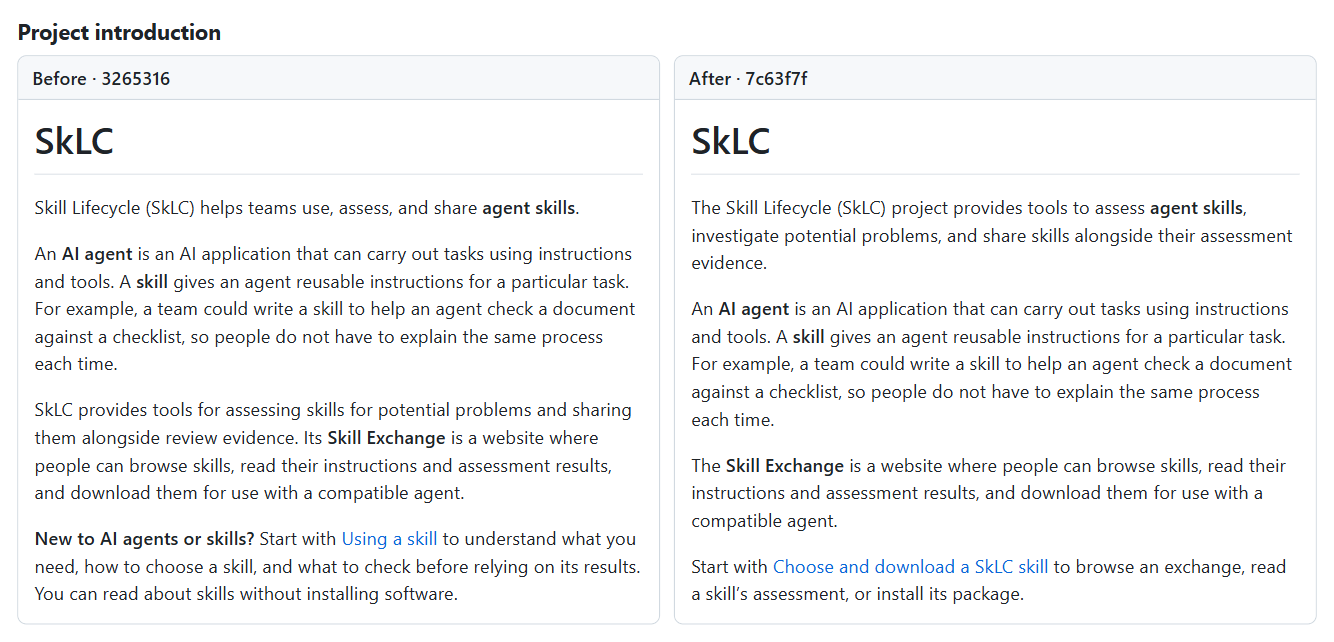 Project introduction
Before · 3265316
SkLC
Skill Lifecycle (SkLC) helps teams use, assess, and share agent skills.
An AI agent is an AI application that can carry out tasks using instructions
and tools. A skill gives an agent reusable instructions for a particular task.
For example, a team could write a skill to help an agent check a document
against a checklist, so people do not have to explain the same process
each time.
SkLC provides tools for assessing skills for potential problems and sharing
them alongside review evidence. Its Skill Exchange is a website where
people can browse skills, read their instructions and assessment results,
and download them for use with a compatible agent.
New to AI agents or skills? Start with Using a skill to understand what you
need, how to choose a skill, and what to check before relying on its results.
You can read about skills without installing software.
After · 7c63f7f
SkLC
The Skill Lifecycle (SkLC) project provides tools to assess agent skills,
investigate potential problems, and share skills alongside their assessment
evidence.
An AI agent is an AI application that can carry out tasks using instructions
and tools. A skill gives an agent reusable instructions for a particular task.
For example, a team could write a skill to help an agent check a document
against a checklist, so people do not have to explain the same process
each time.
The Skill Exchange is a website where people can browse skills, read their
instructions and assessment results, and download them for use with a
compatible agent.
Start with Choose and download a SkLC skill to browse an exchange, read
a skill’s assessment, or install its package.